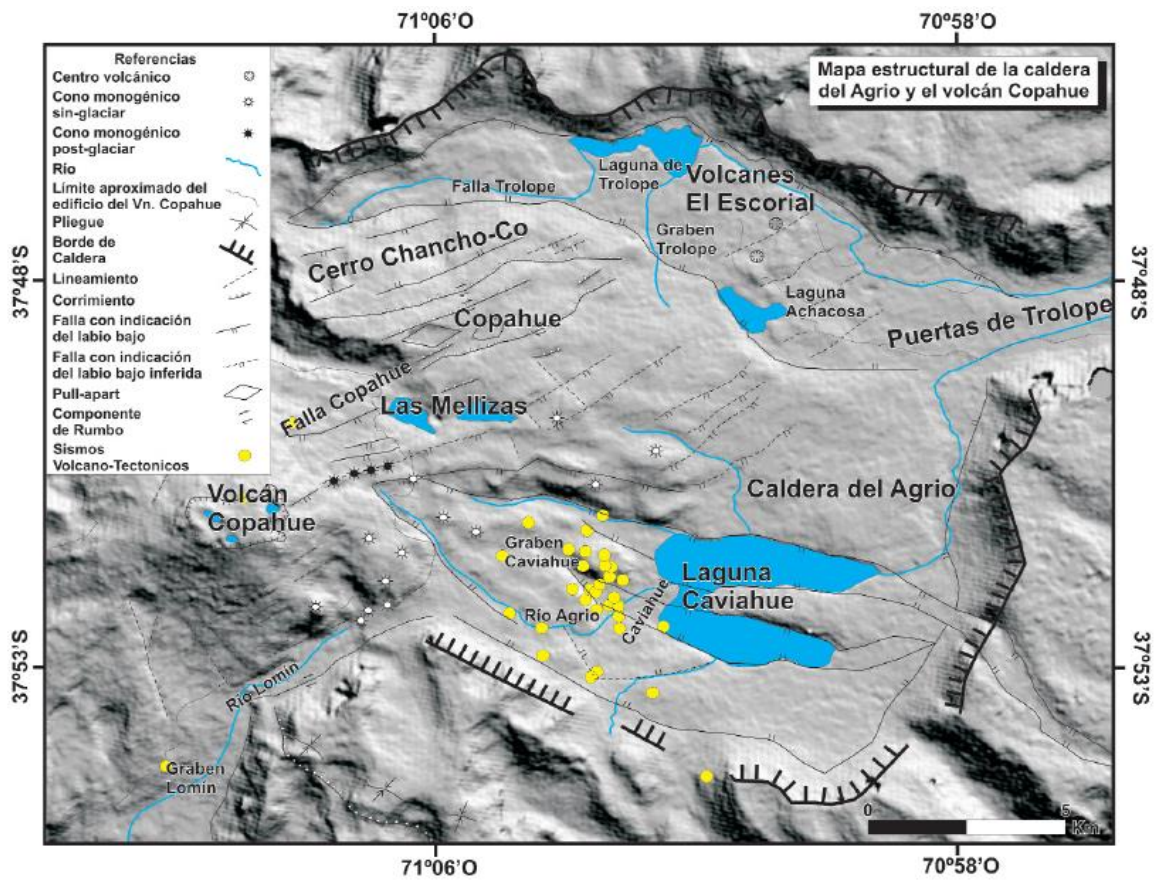 71º06'O
70º58'O
Mapa estructural de la caldera
del Agrio y el volcán Copahue
Referencias
Centro volcánico
Cono monogénico
sin-glaciar
Cono monogénico
post-glaciar
Río
Límite aproximado del
edificio del Vn. Copahue
Pliegue
Borde de
Caldera
Lineamiento
Corrimiento
Falla con indicación
del labio bajo
Falla con indicación
del labio bajo inferida
Pull-apart
Componente
de Rumbo
Sismos
Volcano-Tectonicos
37º48'S
37º48'S
37º53'S
37º53'S
Laguna de
Trolope
Falla Trolope
Volcanes
El Escorial
Graben
Trolope
Cerro Chancho-Co
Laguna
Achacosa
Copahue
Puertas de Trolope
Falla Copahue
Las Mellizas
Volcán
Copahue
Caldera del Agrio
Graben
Caviahue
Laguna
Caviahue
Río Agrio
Caviahue
Río Lomín
Graben
Lomín
0
5
Km
71º06'O
70º58'O